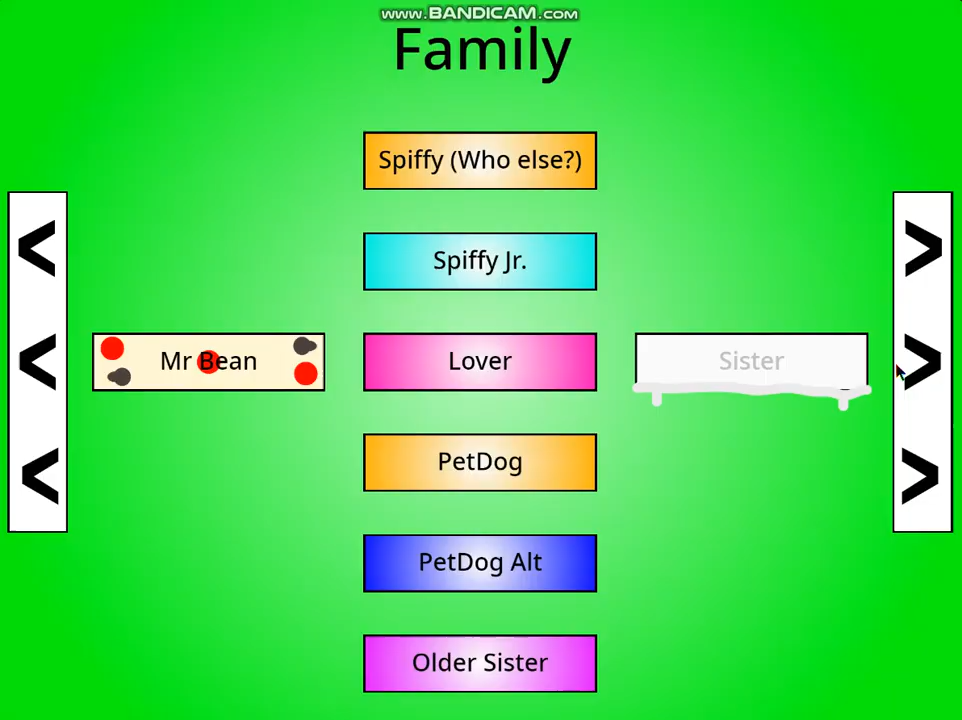 www.BANDICAM.com
Family
Spiffy (Who else?)
Spiffy Jr.
Mr Bean
Lover
Sister
PetDog
PetDog Alt
Older Sister
<
<
<
>
>
>